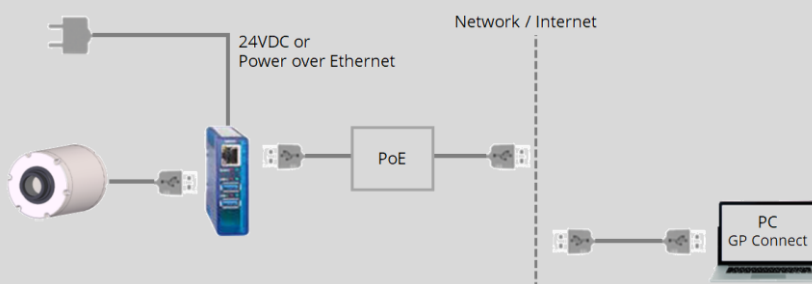 Network / Internet
24VDC or
Power over Ethernet
PoE
PC
GP Connect